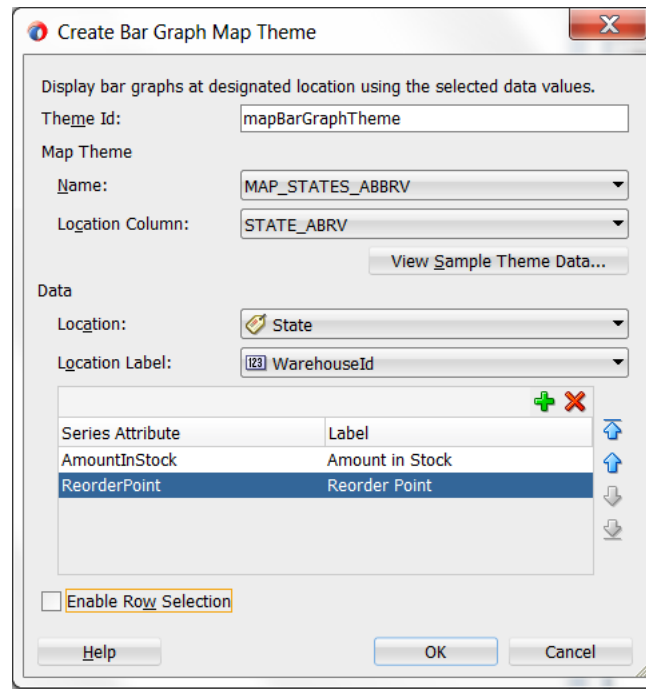 Create Bar Graph Map Theme
Display bar graphs at designated location using the selected data values.
Theme Id: mapBarGraphTheme
Map Theme
Name: MAP_STATES_ABBRV
Location Column: STATE_ABRV
View Sample Theme Data...
Data
Location: State
Location Label: 123 WarehouseId
Series Attribute Label
AmountInStock Amount in Stock
ReorderPoint Reorder Point
Enable Row Selection
Help OK Cancel